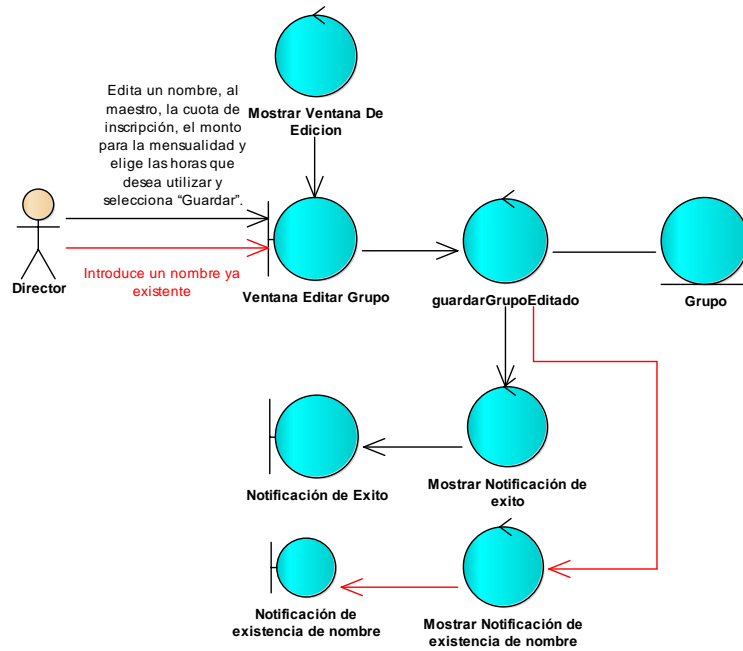 Mostrar Ventana De
Edicion
Edita un nombre, al
maestro, la cuota de
inscripción, el monto
para la mensualidad y
elige las horas que
desea utilizar y
selecciona “Guardar”.
Director
Introduce un nombre ya
existente
Ventana Editar Grupo
guardarGrupoEditado
Grupo
Notificación de Exito
Mostrar Notificación de
exito
Notificación de
existencia de nombre
Mostrar Notificación de
existencia de nombre